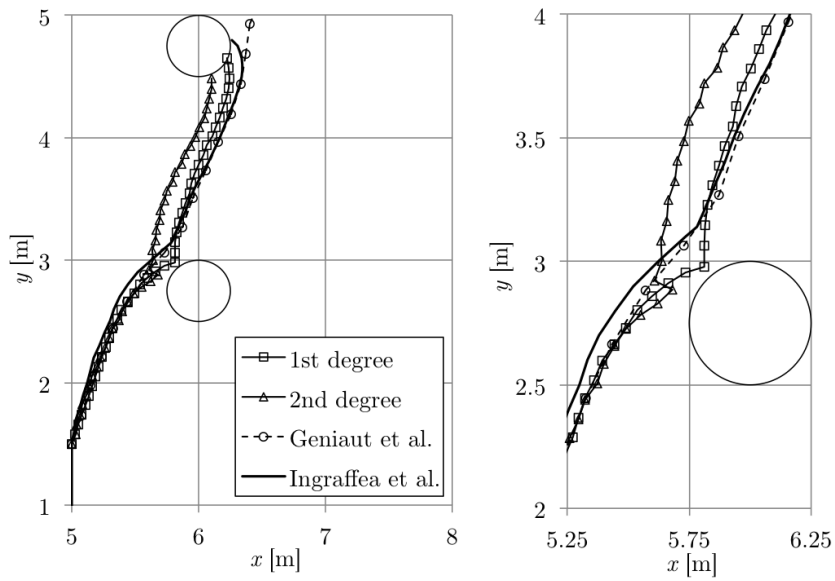 5
4
3
2
1
y [m]
5
6
7
8
x [m]
1st degree
2nd degree
Geniaut et al.
Ingraffea et al.
4
3.5
3
2.5
2
y [m]
5.25
5.75
6.25
x [m]